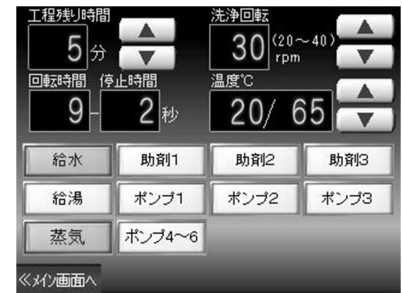 工程残り時間 洗浄回転
5分 30 (20～40)rpm
回転時間 停止時間 温度℃
9-2秒 20/ 65
給水 助剤1 助剤2 助剤3
給湯 ポンプ1 ポンプ2 ポンプ3
蒸気 ポンプ4～6
≪メイン画面へ